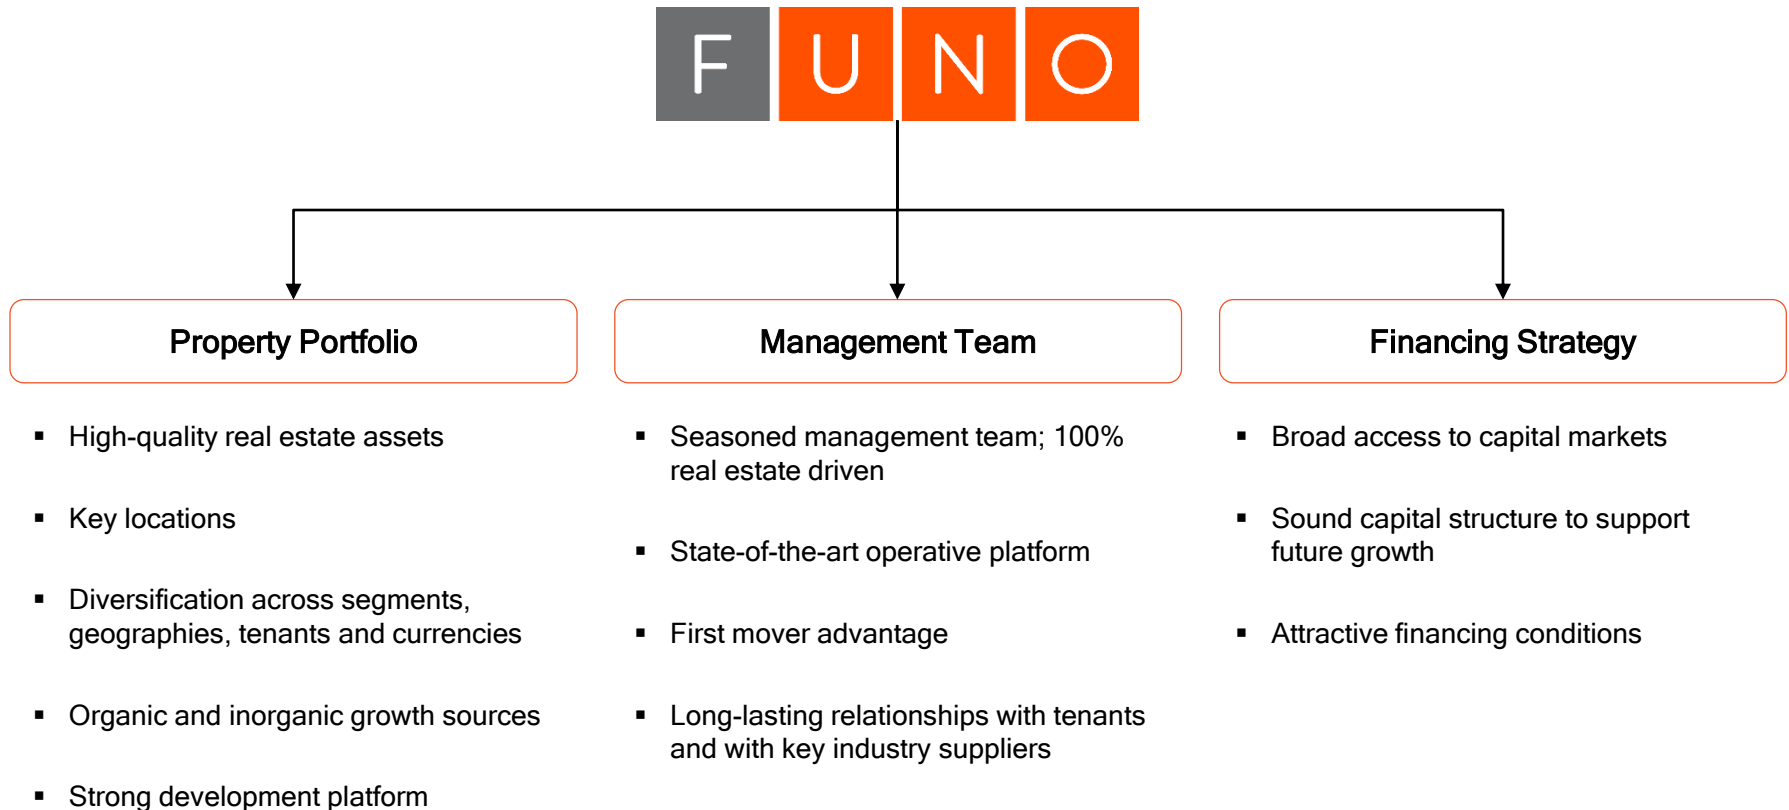 FUNO
Property Portfolio
▪ High-quality real estate assets
▪ Key locations
▪ Diversification across segments,
geographies, tenants and currencies
▪ Organic and inorganic growth sources
▪ Strong development platform
Management Team
▪ Seasoned management team; 100%
real estate driven
▪ State-of-the-art operative platform
▪ First mover advantage
▪ Long-lasting relationships with tenants
and with key industry suppliers
Financing Strategy
▪ Broad access to capital markets
▪ Sound capital structure to support
future growth
▪ Attractive financing conditions